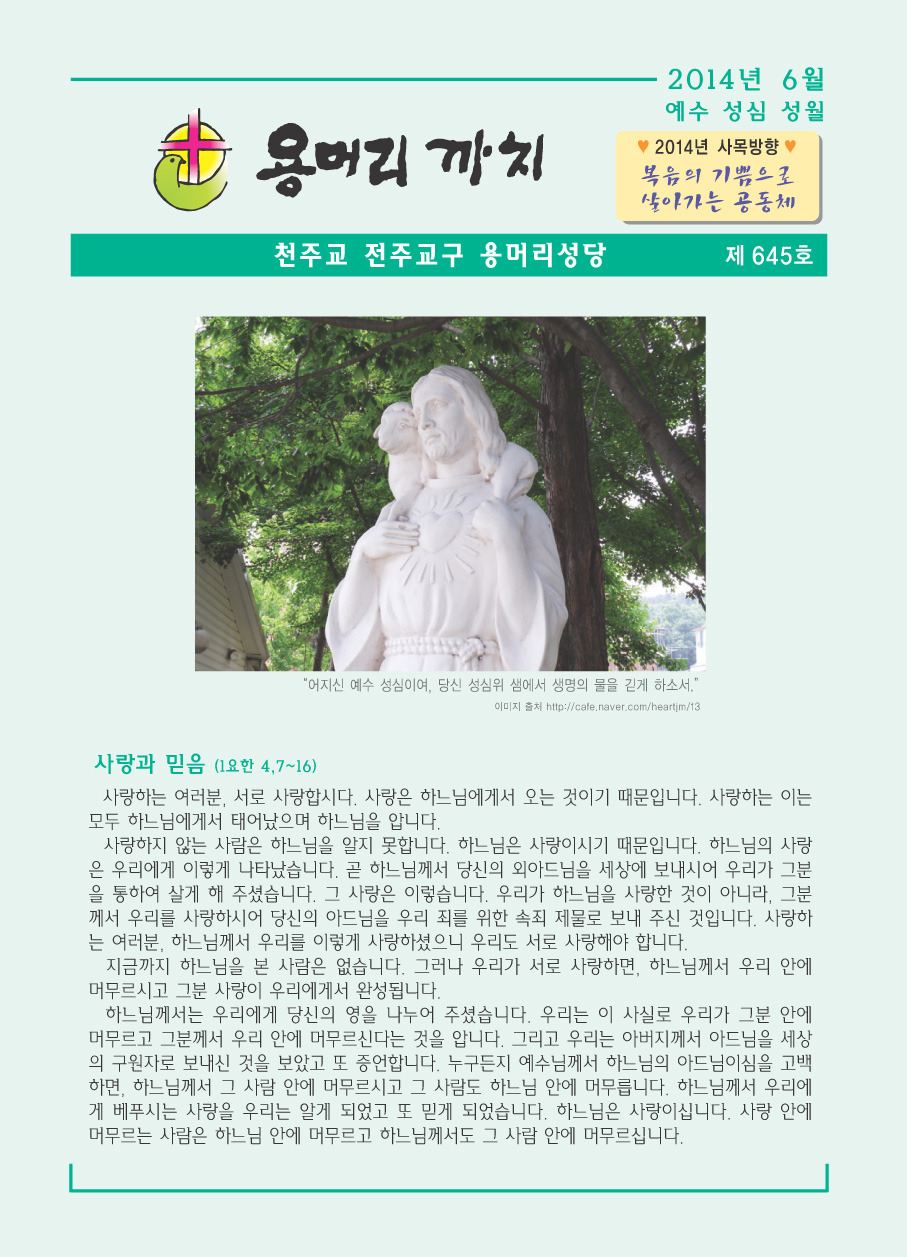 2014년 6월
예수 성심 성월
용머리 까치
♥ 2014년 사목방향 ♥
복음의 기쁨으로
살아가는 공동체
천주교 전주교구 용머리성당
제 645호
“어지신 예수 성심이여, 당신 성심위 샘에서 생명의 물을 긷게 하소서.”
이미지 출처 http://cafe.naver.com/heartjm/13
사랑과 믿음 (1요한 4,7~16)
사랑하는 여러분, 서로 사랑합시다. 사랑은 하느님에게서 오는 것이기 때문입니다. 사랑하는 이는
모두 하느님에게서 태어났으며 하느님을 압니다.
사랑하지 않는 사람은 하느님을 알지 못합니다. 하느님은 사랑이시기 때문입니다. 하느님의 사랑
은 우리에게 이렇게 나타났습니다. 곧 하느님께서 당신의 외아드님을 세상에 보내시어 우리가 그분
을 통하여 살게 해 주셨습니다. 그 사랑은 이렇습니다. 우리가 하느님을 사랑한 것이 아니라, 그분
께서 우리를 사랑하시어 당신의 아드님을 우리 죄를 위한 속죄 제물로 보내 주신 것입니다. 사랑하
는 여러분, 하느님께서 우리를 이렇게 사랑하셨으니 우리도 서로 사랑해야 합니다.
지금까지 하느님을 본 사람은 없습니다. 그러나 우리가 서로 사랑하면, 하느님께서 우리 안에
머무르시고 그분 사랑이 우리에게서 완성됩니다.
하느님께서는 우리에게 당신의 영을 나누어 주셨습니다. 우리는 이 사실로 우리가 그분 안에
머무르고 그분께서 우리 안에 머무르신다는 것을 압니다. 그리고 우리는 아버지께서 아드님을 세상
의 구원자로 보내신 것을 보았고 또 증언합니다. 누구든지 예수님께서 하느님의 아드님이심을 고백
하면, 하느님께서 그 사람 안에 머무르시고 그 사람도 하느님 안에 머무릅니다. 하느님께서 우리에
게 베푸시는 사랑을 우리는 알게 되었고 또 믿게 되었습니다. 하느님은 사랑이십니다. 사랑 안에
머무르는 사람은 하느님 안에 머무르고 하느님께서도 그 사람 안에 머무르십니다.